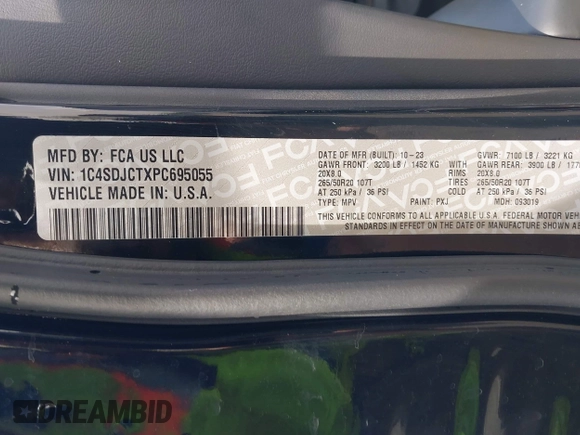 MFD BY: FCA US LLC
VIN: 1C4SDJCTXPC695055
VEHICLE MADE IN U.S.A.
DATE OF MFR (BUILT): 10-23 GVWR: 7100 LB / 3221 KG
GAWR FRONT: 3200 LB / 1452 KG GAWR REAR: 3900 LB /
20X8.0 RIMS 20X8.0
265/50R20 107T TIRES 265/50R20 107T
AT 250 kPa / 36 PSI COLD AT 250 kPa / 36 PSI
TYPE: MPV PAINT: PXJ MDH: 093019
THIS VEHICLE CONFORMS TO ALL APPLICABLE U.S.A. FEDERAL MOTOR
STANDARDS IN EFFECT ON THE DATE OF MANUFACTURE SHOWN
FCA
DREAMBID